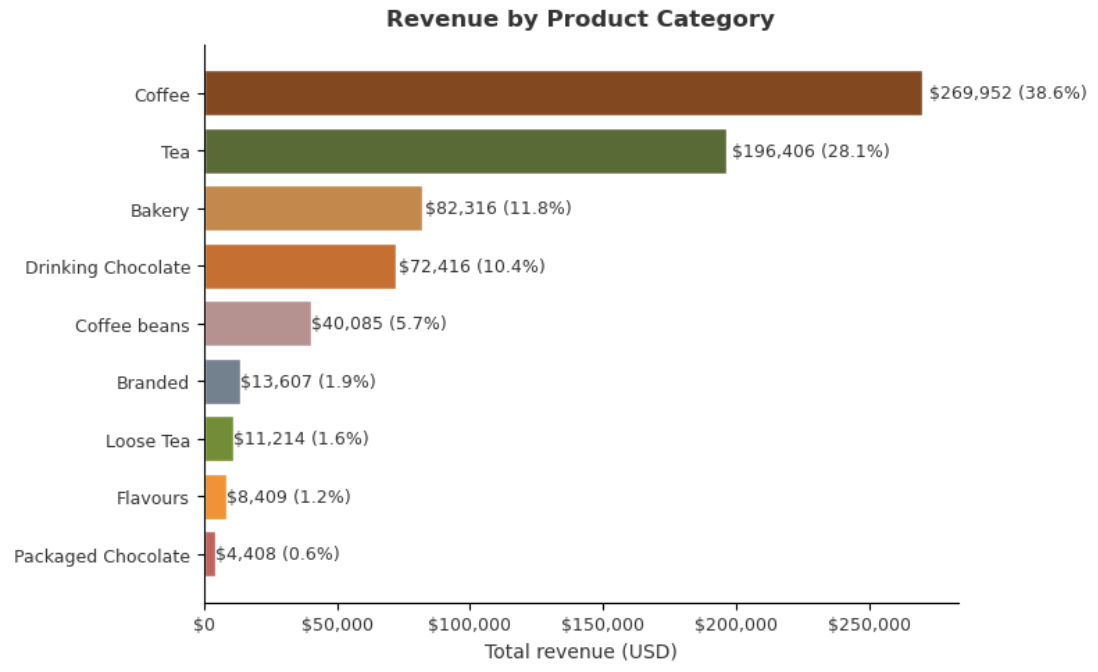 Revenue by Product Category
Coffee $269,952 (38.6%)
Tea $196,406 (28.1%)
Bakery $82,316 (11.8%)
Drinking Chocolate $72,416 (10.4%)
Coffee beans $40,085 (5.7%)
Branded $13,607 (1.9%)
Loose Tea $11,214 (1.6%)
Flavours $8,409 (1.2%)
Packaged Chocolate $4,408 (0.6%)
$0 $50,000 $100,000 $150,000 $200,000 $250,000
Total revenue (USD)